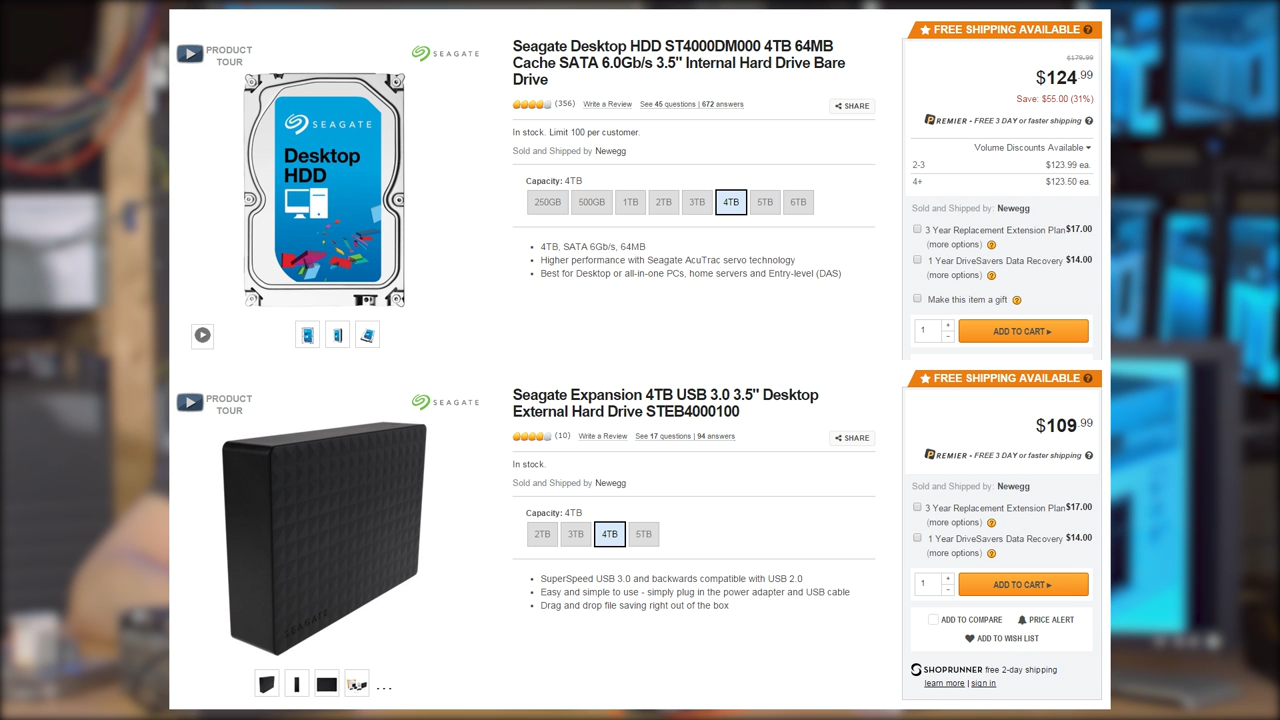 PRODUCT
TOUR
SEAGATE
SEAGATE
Desktop
HDD
Seagate Desktop HDD ST4000DM000 4TB 64MB
Cache SATA 6.0Gb/s 3.5" Internal Hard Drive Bare
Drive
(356) Write a Review See 45 questions | 672 answers
SHARE
In stock. Limit 100 per customer.
Sold and Shipped by Newegg
Capacity: 4TB
250GB 500GB 1TB 2TB 3TB 4TB 5TB 6TB
4TB, SATA 6Gb/s, 64MB
Higher performance with Seagate AcuTrac servo technology
Best for Desktop or all-in-one PCs, home servers and Entry-level (DAS)
FREE SHIPPING AVAILABLE ?
$179.99
$124.99
Save: $55.00 (31%)
PREMIER - FREE 3 DAY or faster shipping ?
Volume Discounts Available
2-3 $123.99 ea.
4+ $123.50 ea.
Sold and Shipped by: Newegg
3 Year Replacement Extension Plan $17.00
(more options) ?
1 Year DriveSavers Data Recovery $14.00
(more options) ?
Make this item a gift ?
1 + -
ADD TO CART ▸
PRODUCT
TOUR
SEAGATE
SEAGATE
Seagate Expansion 4TB USB 3.0 3.5" Desktop
External Hard Drive STEB4000100
(10) Write a Review See 17 questions | 94 answers
SHARE
In stock.
Sold and Shipped by Newegg
Capacity: 4TB
2TB 3TB 4TB 5TB
SuperSpeed USB 3.0 and backwards compatible with USB 2.0
Easy and simple to use - simply plug in the power adapter and USB cable
Drag and drop file saving right out of the box
...
FREE SHIPPING AVAILABLE ?
$109.99
PREMIER - FREE 3 DAY or faster shipping ?
Sold and Shipped by: Newegg
3 Year Replacement Extension Plan $17.00
(more options) ?
1 Year DriveSavers Data Recovery $14.00
(more options) ?
1 + -
ADD TO CART ▸
ADD TO COMPARE PRICE ALERT
ADD TO WISH LIST
SHOPRUNNER free 2-day shipping
learn more | sign in